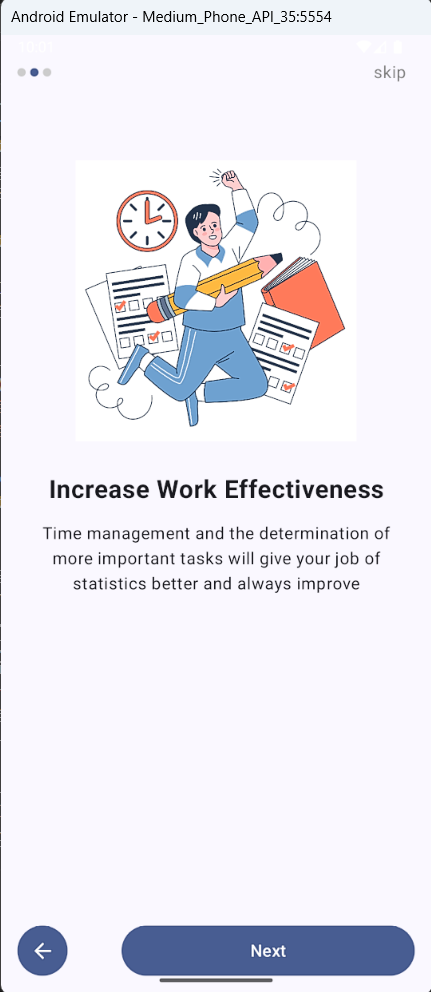 Android Emulator - Medium_Phone_API_35:5554
10:01
skip
Increase Work Effectiveness
Time management and the determination of
more important tasks will give your job of
statistics better and always improve
Next